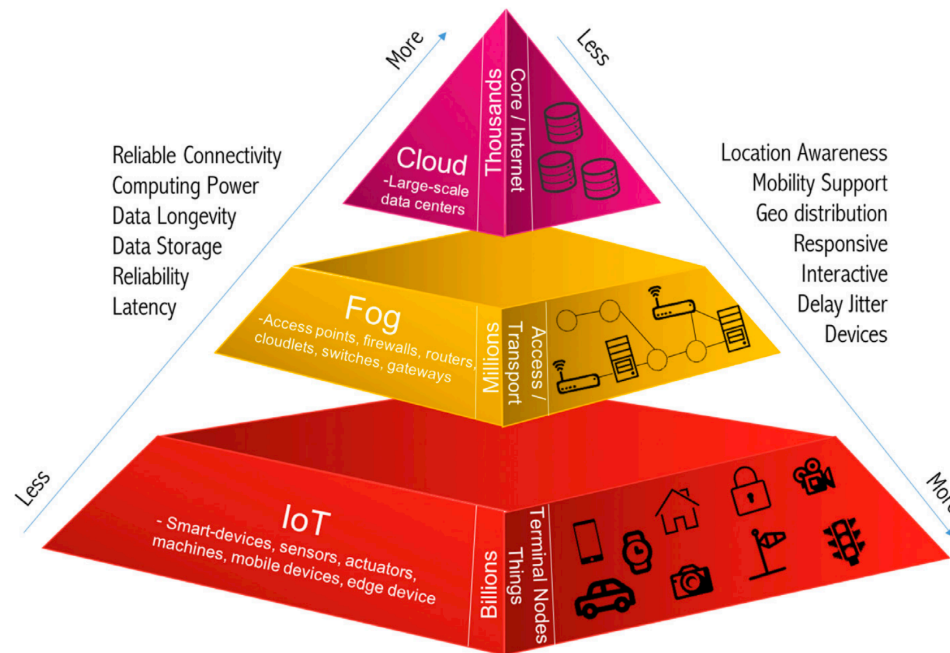 More
Less
Reliable Connectivity
Computing Power
Data Longevity
Data Storage
Reliability
Latency
Less
Cloud
-Large-scale
data centers
Thousands
Core / Internet
Location Awareness
Mobility Support
Geo distribution
Responsive
Interactive
Delay Jitter
Devices
More
Fog
-Access points, firewalls, routers,
cloudlets, switches, gateways
Millions
Access /
Transport
IoT
- Smart-devices, sensors, actuators,
machines, mobile devices, edge device
Billions
Terminal Nodes
Things